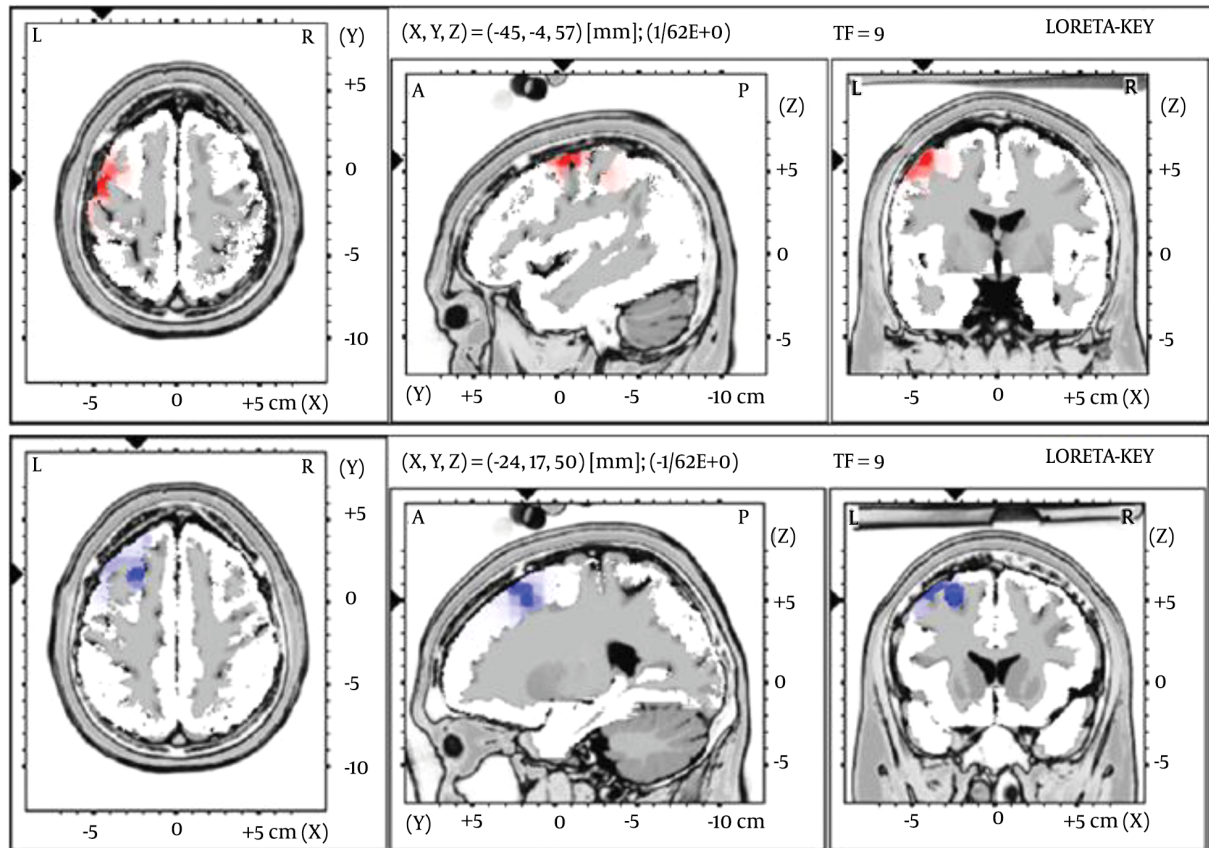 L R (Y) (X, Y, Z) = (-45, -4, 57) [mm]; (1/62E+0) TF = 9 LORETA-KEY
+5 A P (Z) L R (Z)
0 +5 +5
-5 0 0
-10 -5 -5
-5 0 +5 cm (X) (Y) +5 0 -5 -10 cm -5 0 +5 cm (X)
L R (Y) (X, Y, Z) = (-24, 17, 50) [mm]; (-1/62E+0) TF = 9 LORETA-KEY
+5 A P (Z) L R (Z)
0 +5 +5
-5 0 0
-10 -5 -5
-5 0 +5 cm (X) (Y) +5 0 -5 -10 cm -5 0 +5 cm (X)